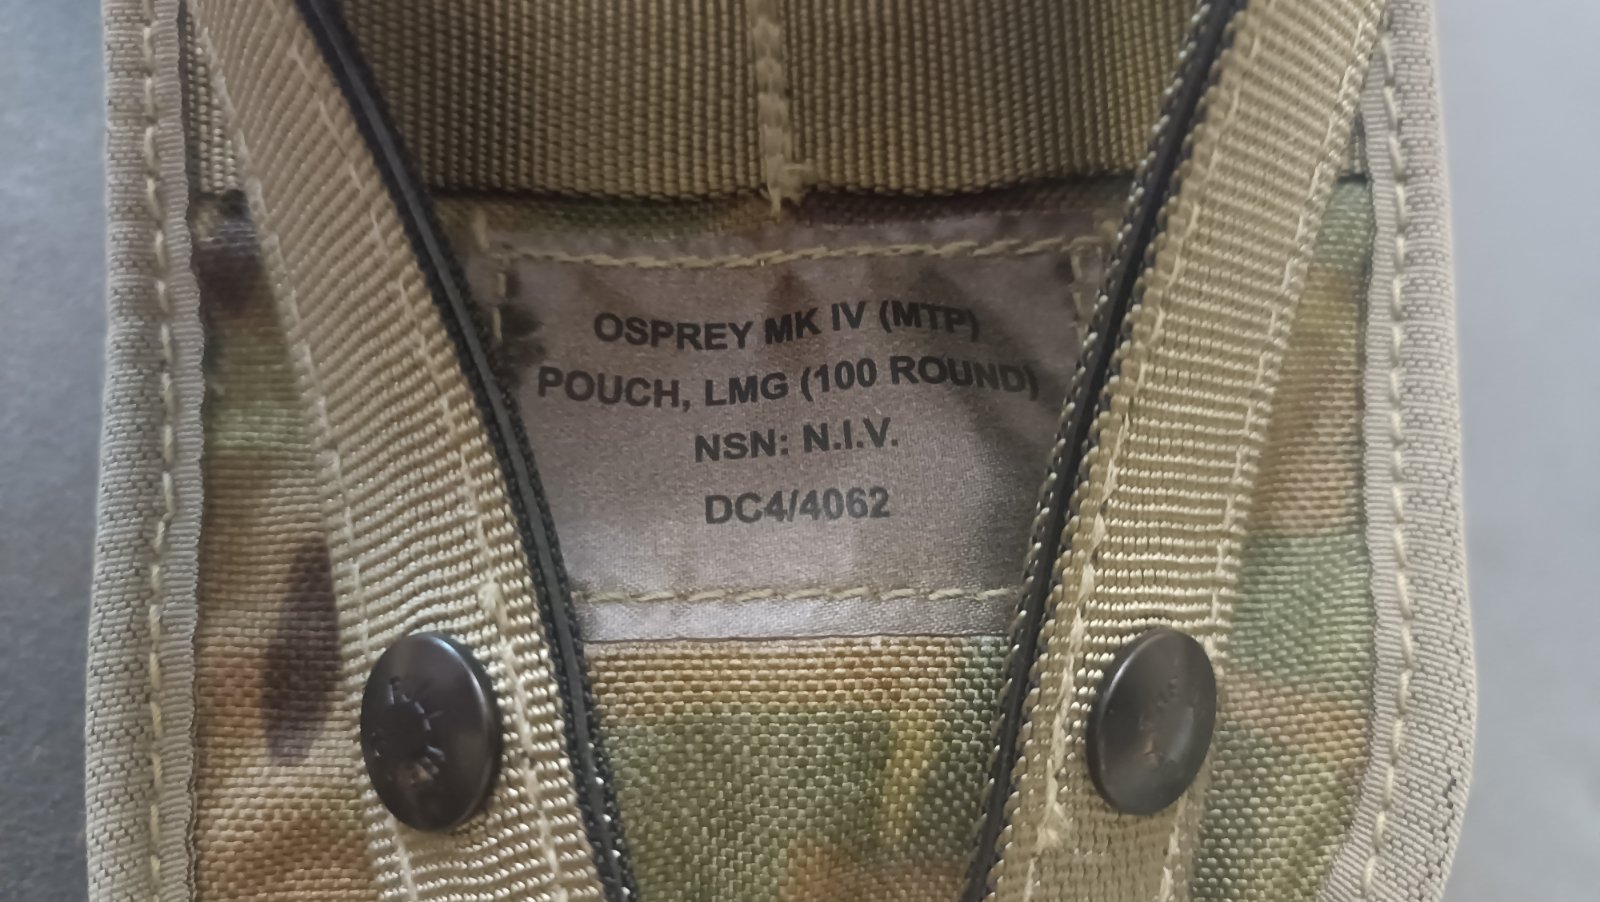 OSPREY MK IV (MTP)
POUCH, LMG (100 ROUND)
NSN: N.I.V.
DC4/4062